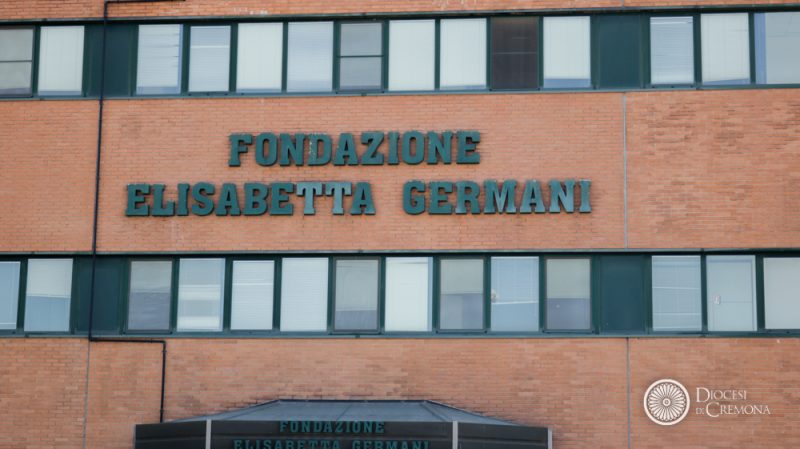 FONDAZIONE
ELISABETTA GERMANI
FONDAZIONE
ELISABETTA GERMANI
DIOCESI
DI CREMONA